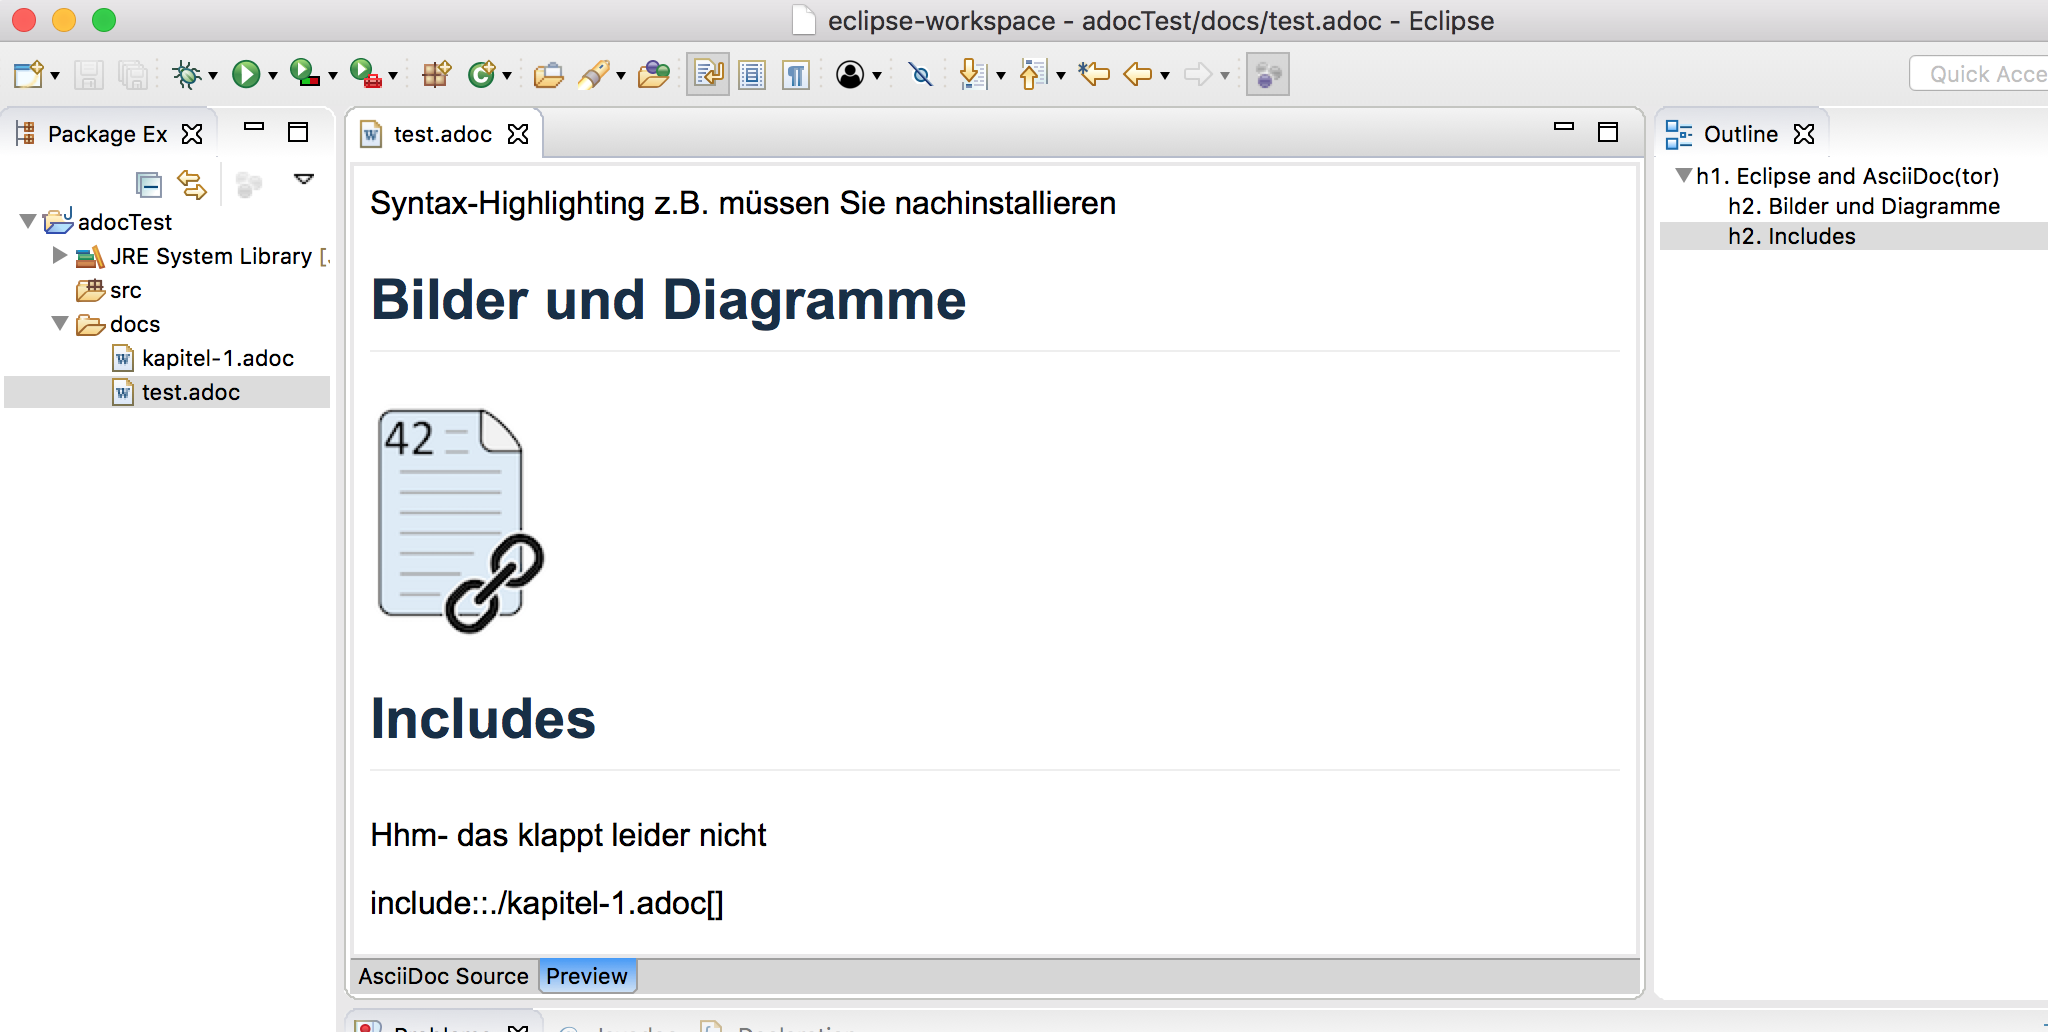 eclipse-workspace - adocTest/docs/test.adoc - Eclipse
Quick Acce
Package Ex
adocTest
JRE System Library [
src
docs
kapitel-1.adoc
test.adoc
test.adoc
Syntax-Highlighting z.B. müssen Sie nachinstallieren
Bilder und Diagramme
42
Includes
Hhm- das klappt leider nicht
include::./kapitel-1.adoc[]
AsciiDoc Source Preview
Outline
h1. Eclipse and AsciiDoc(tor)
h2. Bilder und Diagramme
h2. Includes